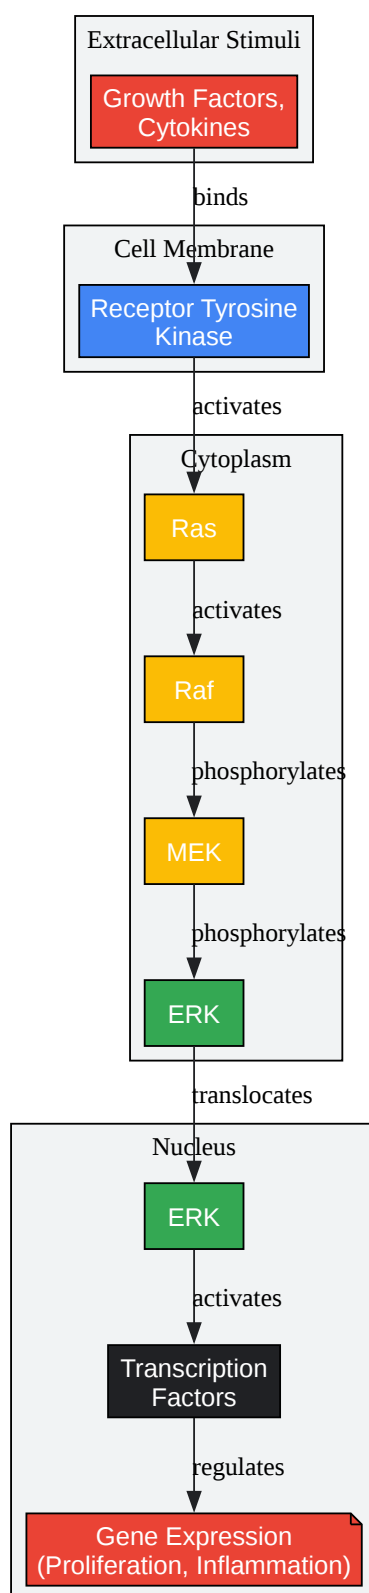 Extracellular Stimuli
Growth Factors,
Cytokines
binds
Cell Membrane
Receptor Tyrosine
Kinase
activates
Cytoplasm
Ras
activates
Raf
phosphorylates
MEK
phosphorylates
ERK
translocates
Nucleus
ERK
activates
Transcription
Factors
regulates
Gene Expression
(Proliferation, Inflammation)